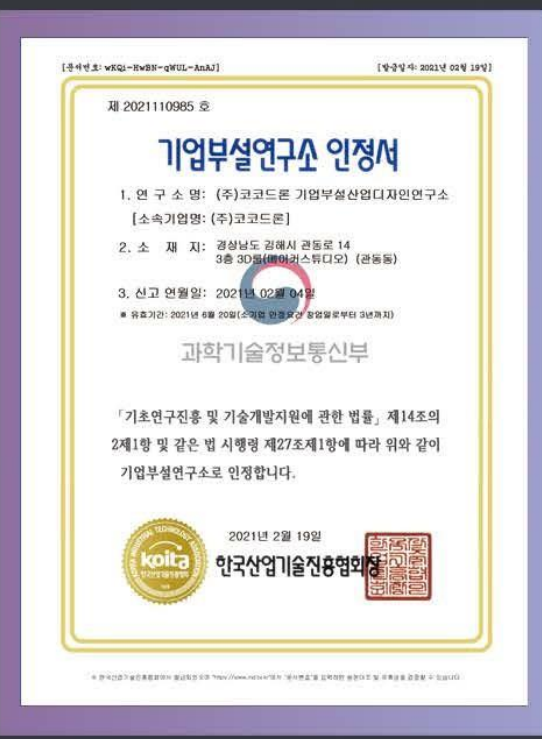 [문서번호: wKQi-HwBN-qWUL-AnAJ]
[발급일자: 2021년 02월 19일]
제 2021110985 호
기업부설연구소 인정서
1. 연 구 소 명: (주)코코드론 기업부설산업디자인연구소
[소속기업명: (주)코코드론]
2. 소 재 지: 경상남도 김해시 관동로 14
3층 3D룸(메이커스튜디오) (관동동)
3. 신고 연월일: 2021년 02월 04일
※ 유효기간: 2021년 6월 20일(소기업 인정요건 창업일로부터 3년까지)
과학기술정보통신부
「기초연구진흥 및 기술개발지원에 관한 법률」 제14조의
2제1항 및 같은 법 시행령 제27조제1항에 따라 위와 같이
기업부설연구소로 인정합니다.
2021년 2월 19일
koita
한국산업기술진흥협회
한국산업기술진흥협회장